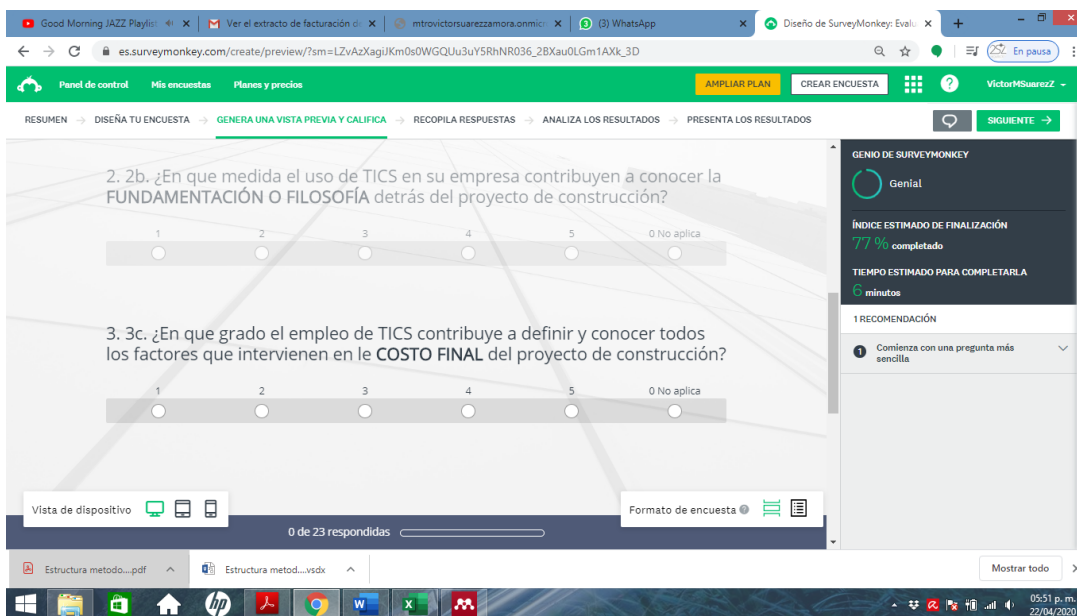 Good Morning JAZZ Playlist
Ver el extracto de facturación de
mtrovictorsuarezzamora.onmicr
(3) WhatsApp
Diseño de SurveyMonkey: Evalu
es.surveymonkey.com/create/preview/?sm=LZvAzXagiJKm0s0WGQUu3uY5RhNR036_2BXau0LGm1AXk_3D
En pausa
Panel de control Mis encuestas Planes y precios
AMPLIAR PLAN
CREAR ENCUESTA
VictorMSuarezZ
RESUMEN → DISEÑA TU ENCUESTA → GENERA UNA VISTA PREVIA Y CALIFICA → RECOPILA RESPUESTAS → ANALIZA LOS RESULTADOS → PRESENTA LOS RESULTADOS
SIGUIENTE →
2. 2b. ¿En que medida el uso de TICS en su empresa contribuyen a conocer la
FUNDAMENTACIÓN O FILOSOFÍA detrás del proyecto de construcción?
1 2 3 4 5 0 No aplica
3. 3c. ¿En que grado el empleo de TICS contribuye a definir y conocer todos
los factores que intervienen en le COSTO FINAL del proyecto de construcción?
1 2 3 4 5 0 No aplica
Vista de dispositivo
Formato de encuesta
0 de 23 respondidas
GENIO DE SURVEYMONKEY
Genial
ÍNDICE ESTIMADO DE FINALIZACIÓN
77 % completado
TIEMPO ESTIMADO PARA COMPLETARLA
6 minutos
1 RECOMENDACIÓN
1 Comienza con una pregunta más
sencilla
Estructura metodo....pdf
Estructura metod....vsdx
Mostrar todo
hp
05:51 p. m.
22/04/2020